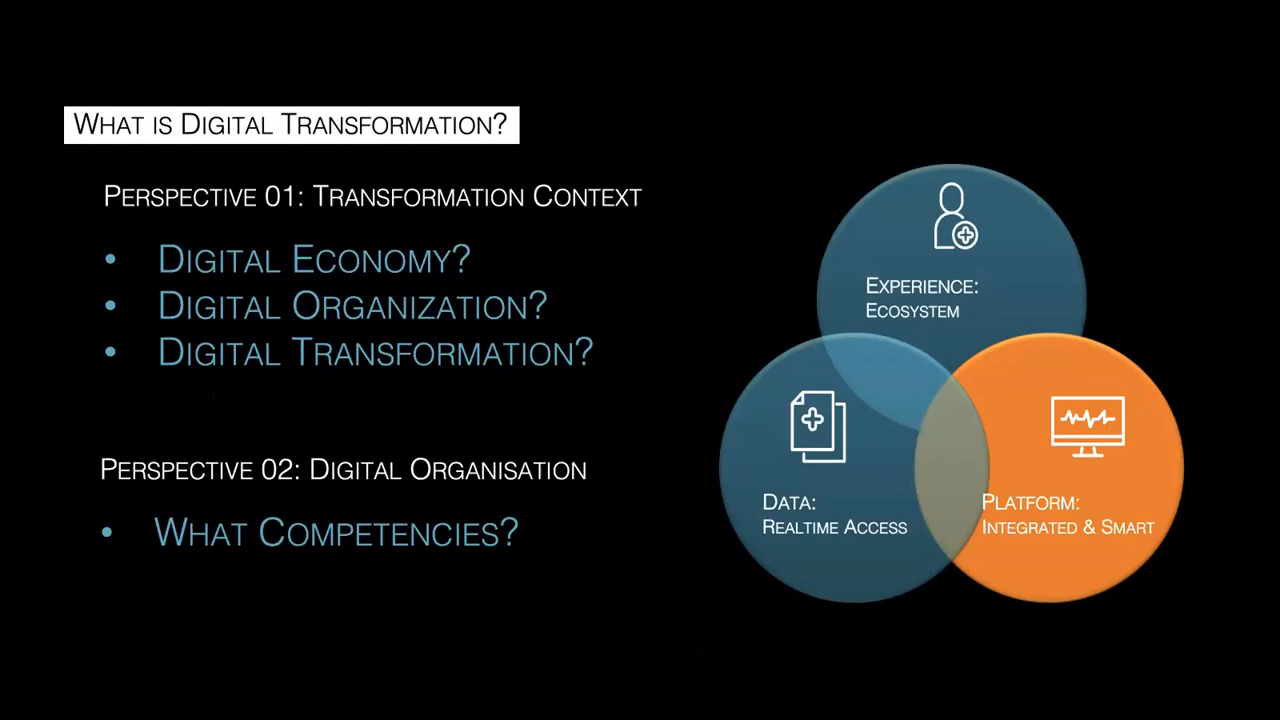 What is Digital Transformation?
Perspective 01: Transformation Context
• Digital Economy?
• Digital Organization?
• Digital Transformation?
Perspective 02: Digital Organisation
• What Competencies?
Experience:
Ecosystem
Data:
Realtime Access
Platform:
Integrated & Smart